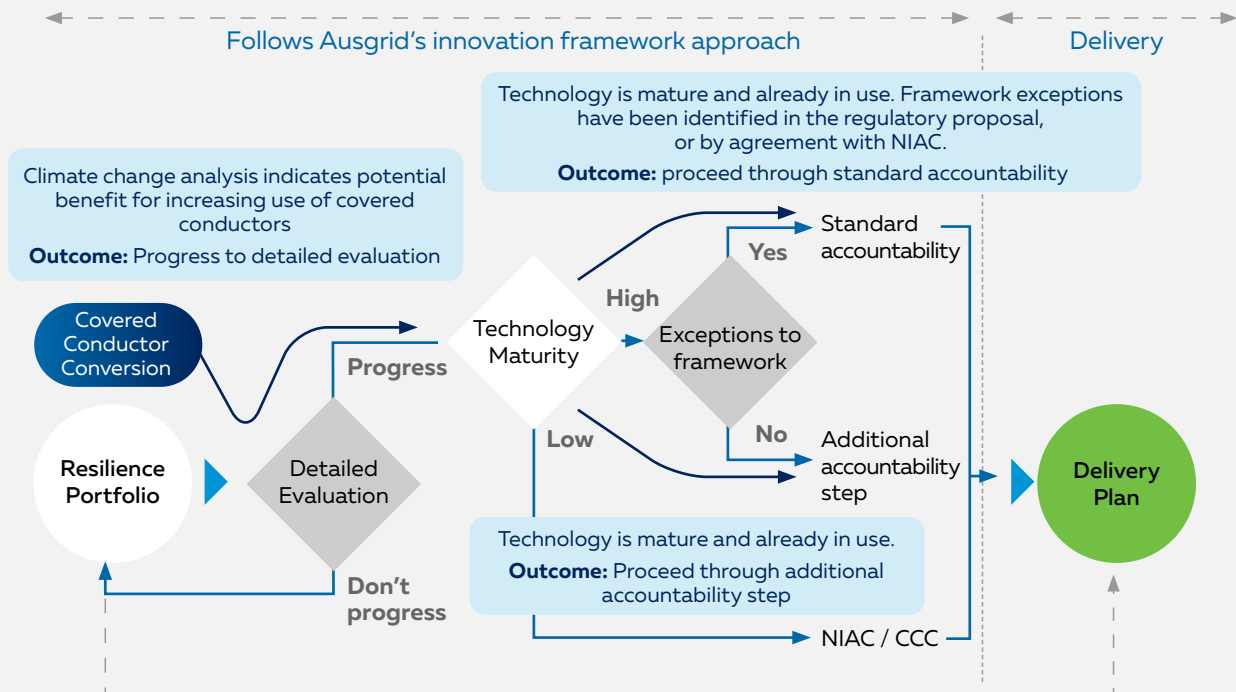 Follows Ausgrid's innovation framework approach
Delivery
Technology is mature and already in use. Framework exceptions
have been identified in the regulatory proposal,
or by agreement with NIAC.
Outcome: proceed through standard accountability
Climate change analysis indicates potential
benefit for increasing use of covered
conductors
Outcome: Progress to detailed evaluation
Covered
Conductor
Conversion
Resilience
Portfolio
Detailed
Evaluation
Progress
Don't
progress
Technology
Maturity
High
Low
Exceptions to
framework
Yes
No
Standard
accountability
Additional
accountability
step
Technology is mature and already in use.
Outcome: Proceed through additional
accountability step
NIAC / CCC
Delivery
Plan